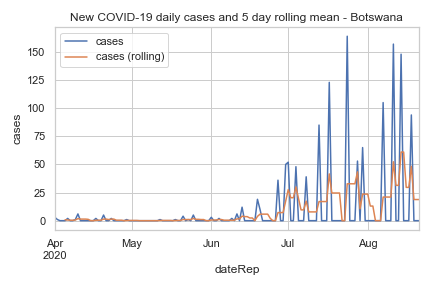 New COVID-19 daily cases and 5 day rolling mean - Botswana
cases
cases (rolling)
150
125
100
75
50
25
0
cases
Apr
2020
May
Jun
Jul
Aug
dateRep